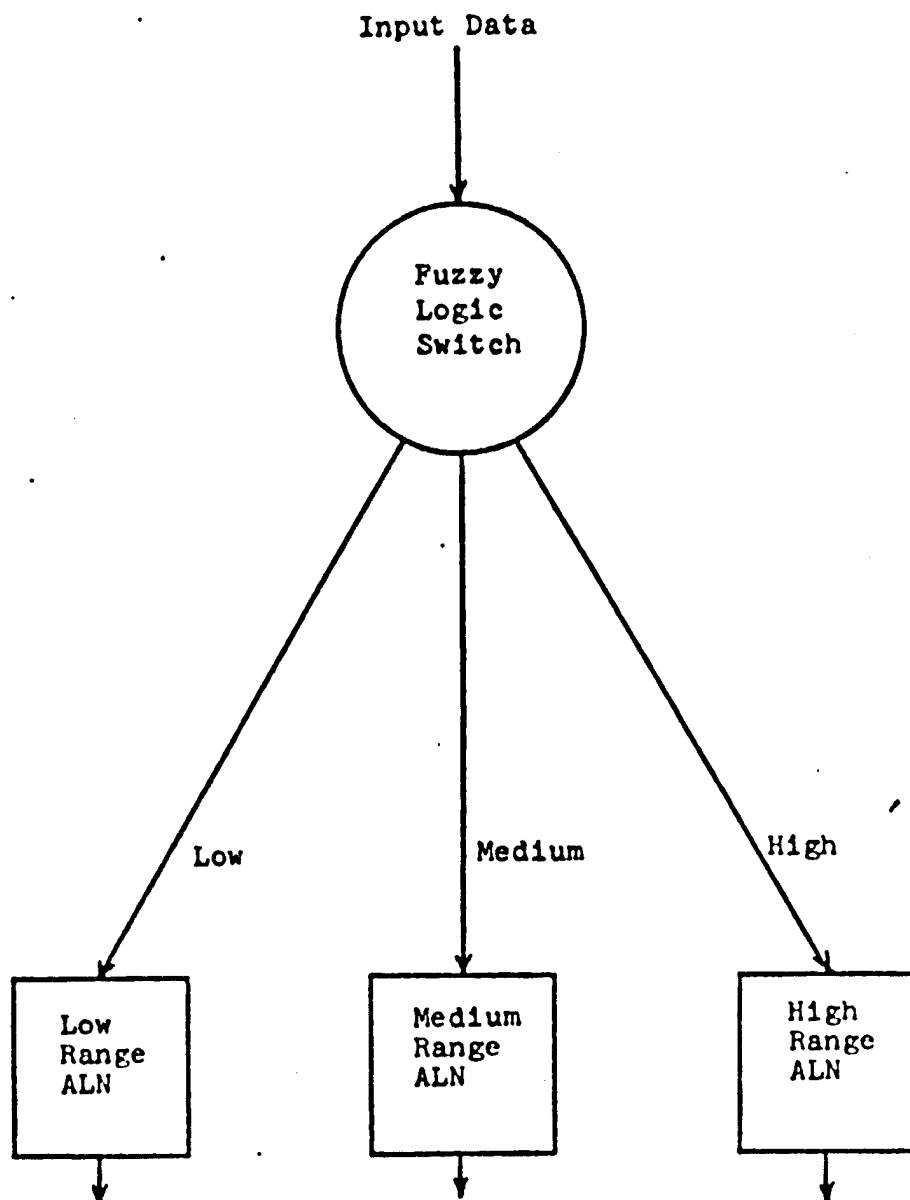 Input Data
Fuzzy
Logic
Switch
Low
Medium
High
Low
Range
ALN
Medium
Range
ALN
High
Range
ALN